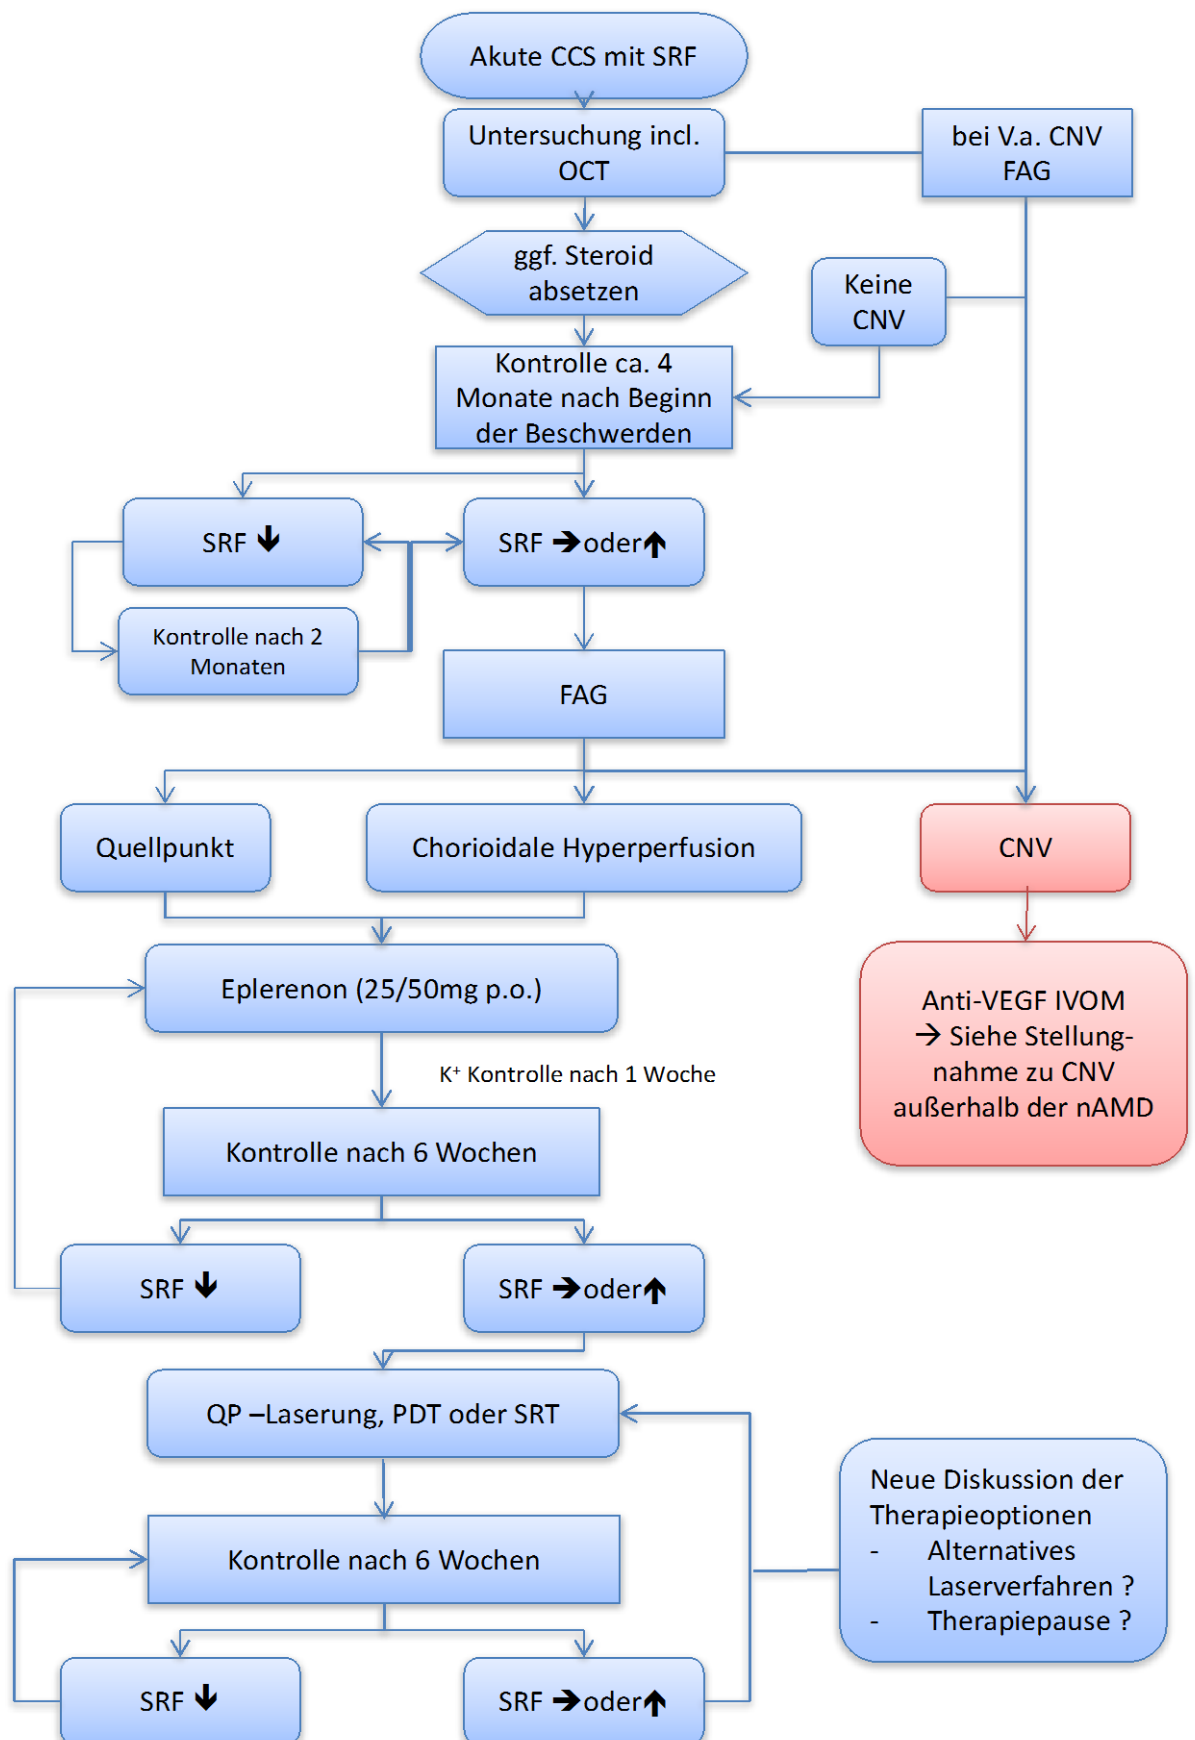 Akute CCS mit SRF
Untersuchung incl.
OCT
bei V.a. CNV
FAG
ggf. Steroid
absetzen
Keine
CNV
Kontrolle ca. 4
Monate nach Beginn
der Beschwerden
SRF 🡻
SRF 🡺oder🡹
Kontrolle nach 2
Monaten
FAG
Quellpunkt
Chorioidale Hyperperfusion
CNV
Eplerenon (25/50mg p.o.)
Anti-VEGF IVOM
→ Siehe Stellung-
nahme zu CNV
außerhalb der nAMD
K⁺ Kontrolle nach 1 Woche
Kontrolle nach 6 Wochen
SRF 🡻
SRF 🡺oder🡹
QP –Laserung, PDT oder SRT
Neue Diskussion der
Therapieoptionen
- Alternatives
Laserverfahren ?
- Therapiepause ?
Kontrolle nach 6 Wochen
SRF 🡻
SRF 🡺oder🡹